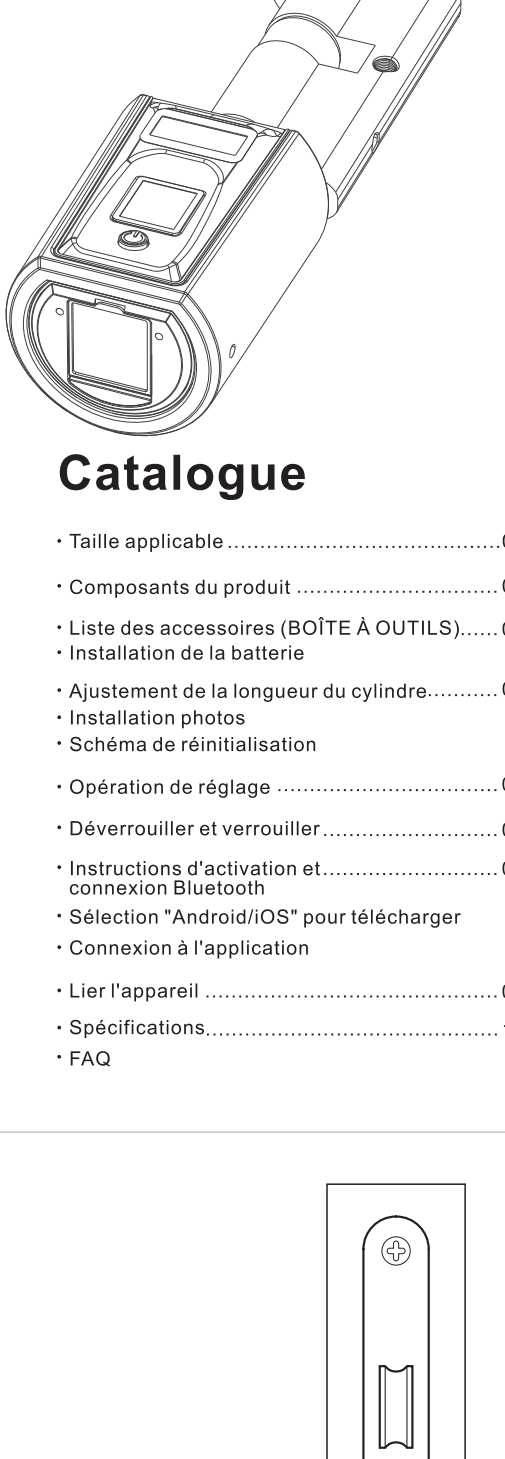 Catalogue
· Taille applicable ..........................................
· Composants du produit ...............................
· Liste des accessoires (BOÎTE À OUTILS)......
· Installation de la batterie
· Ajustement de la longueur du cylindre...........
· Installation photos
· Schéma de réinitialisation
· Opération de réglage ..................................
· Déverrouiller et verrouiller...........................
· Instructions d'activation et...........................
connexion Bluetooth
· Sélection "Android/iOS" pour télécharger
· Connexion à l'application
· Lier l'appareil .............................................
· Spécifications.............................................
· FAQ